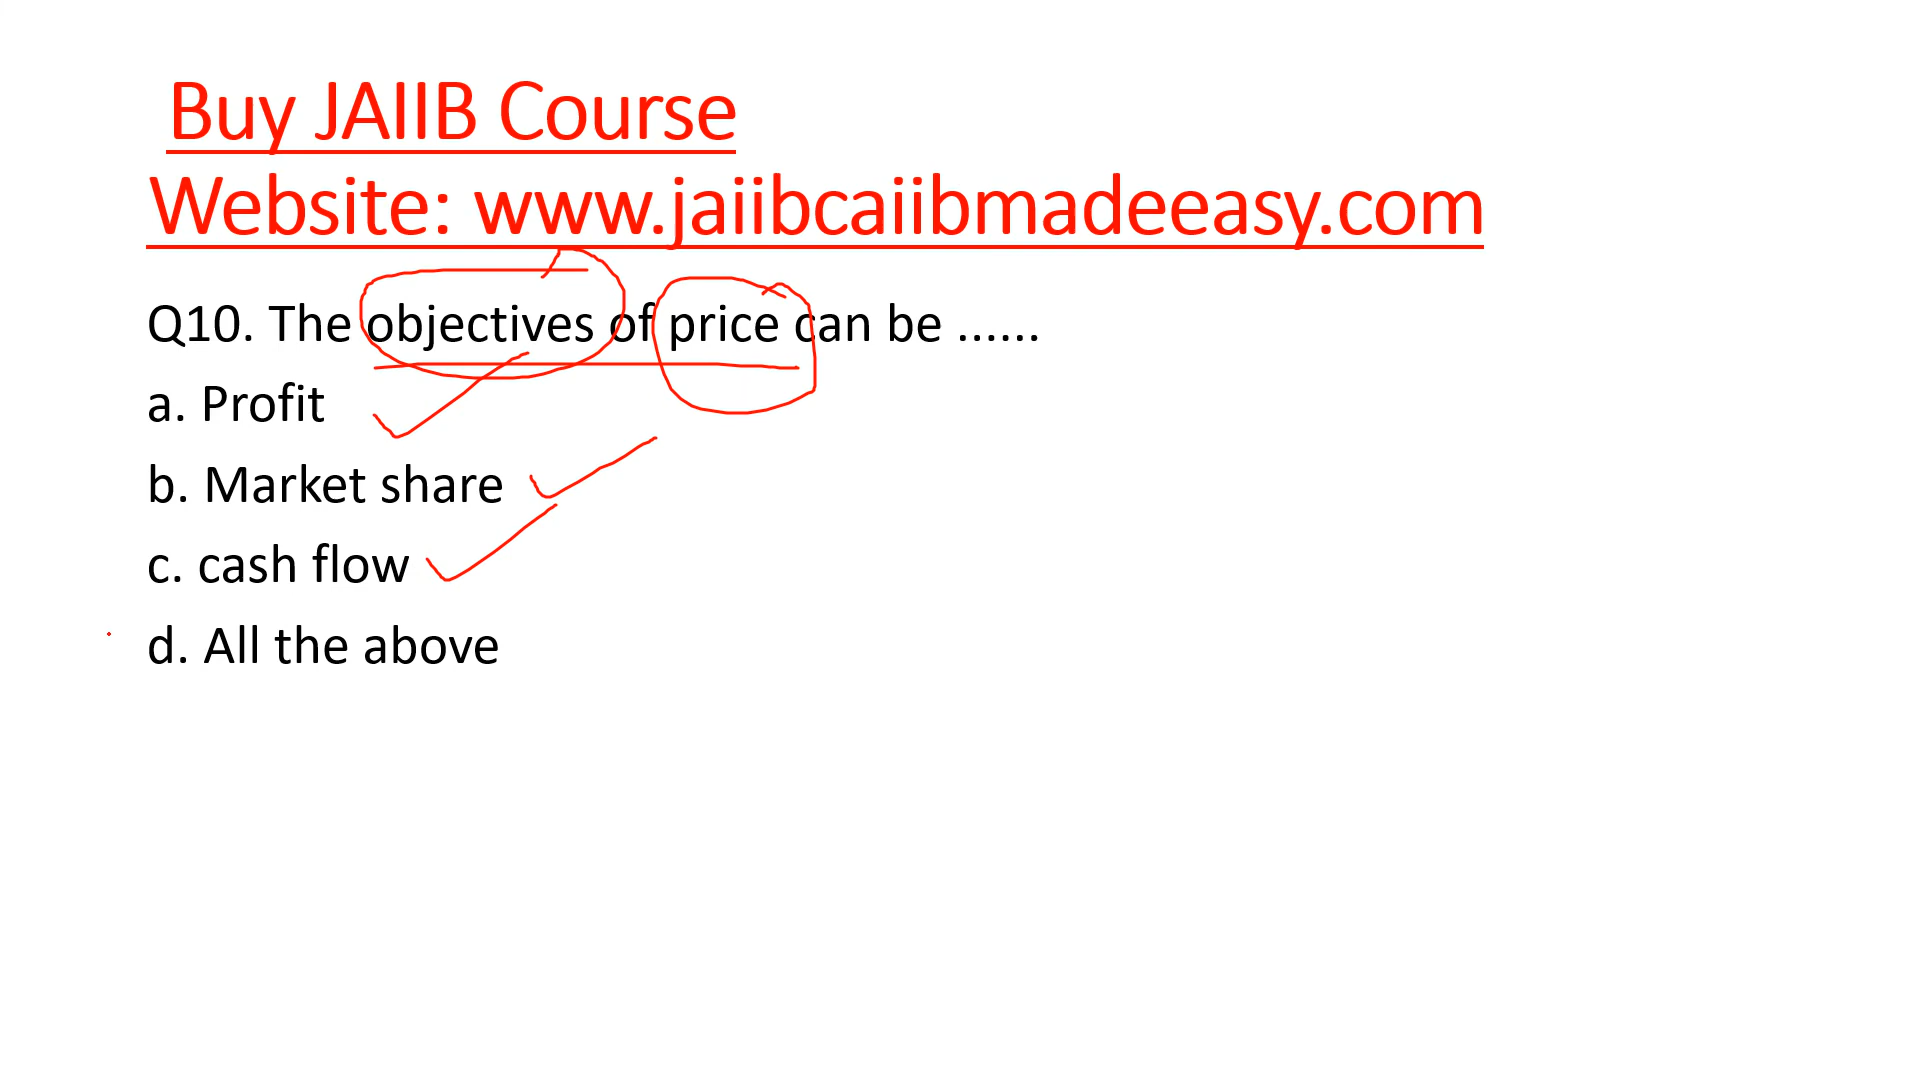 Buy JAIIB Course
Website: www.jaiibcaiibmadeeasy.com
Q10. The objectives of price can be ......
a. Profit
b. Market share
c. cash flow
d. All the above